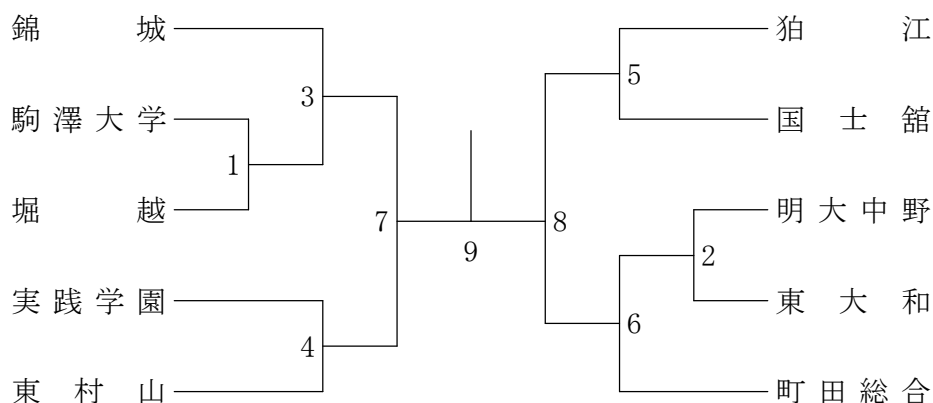 錦城
駒澤大学
堀越
実践学園
東村山
3
1
7
4
9
狛江
国士舘
明大中野
東大和
町田総合
5
8
2
6